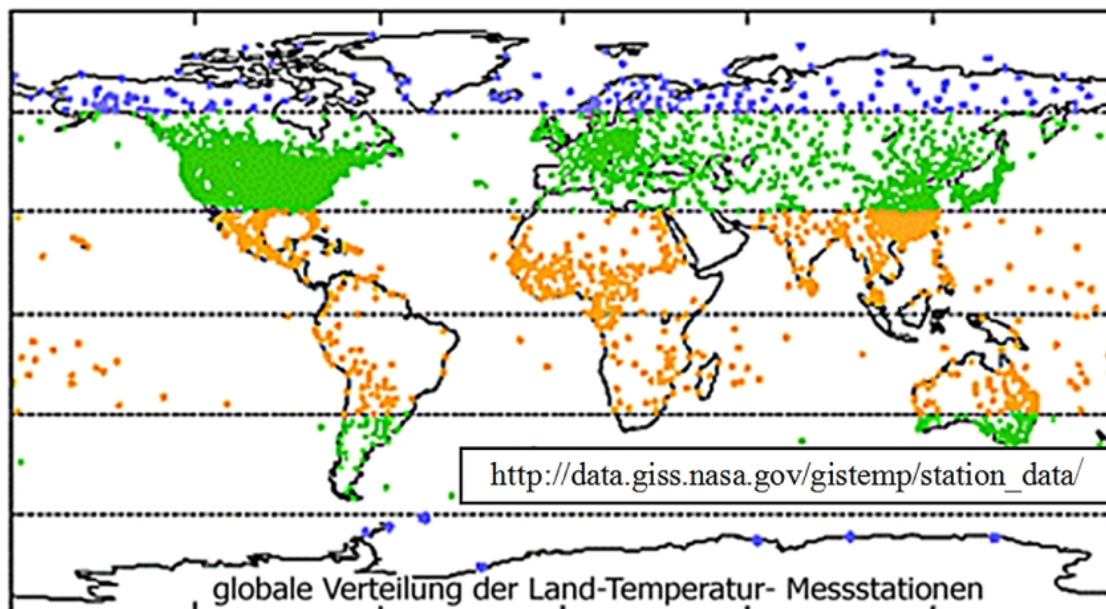 http://data.giss.nasa.gov/gistemp/station_data/
globale Verteilung der Land-Temperatur- Messstationen